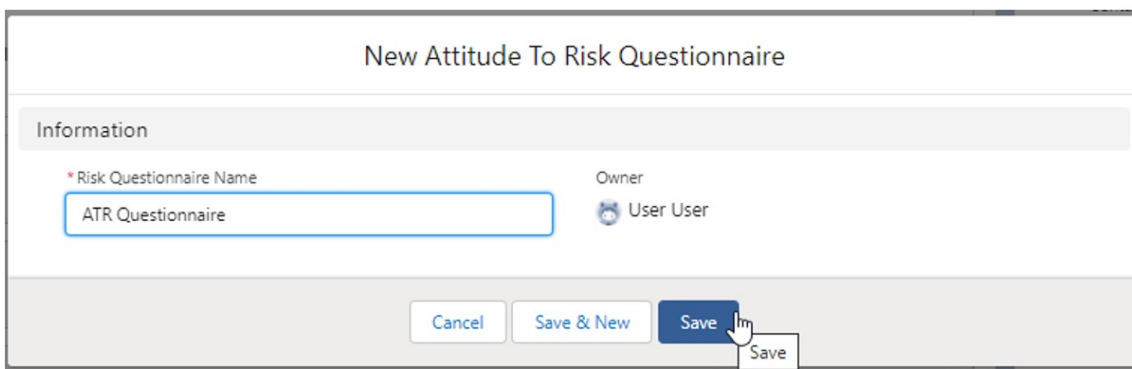 New Attitude To Risk Questionnaire
Information
* Risk Questionnaire Name
Owner
ATR Questionnaire
User User
Cancel
Save & New
Save
Save